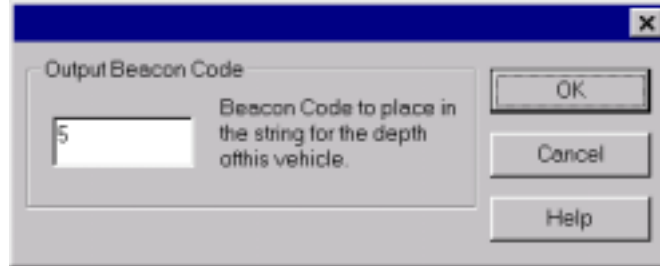 Output Beacon Code
5
Beacon Code to place in
the string for the depth
ofthis vehicle.
OK
Cancel
Help